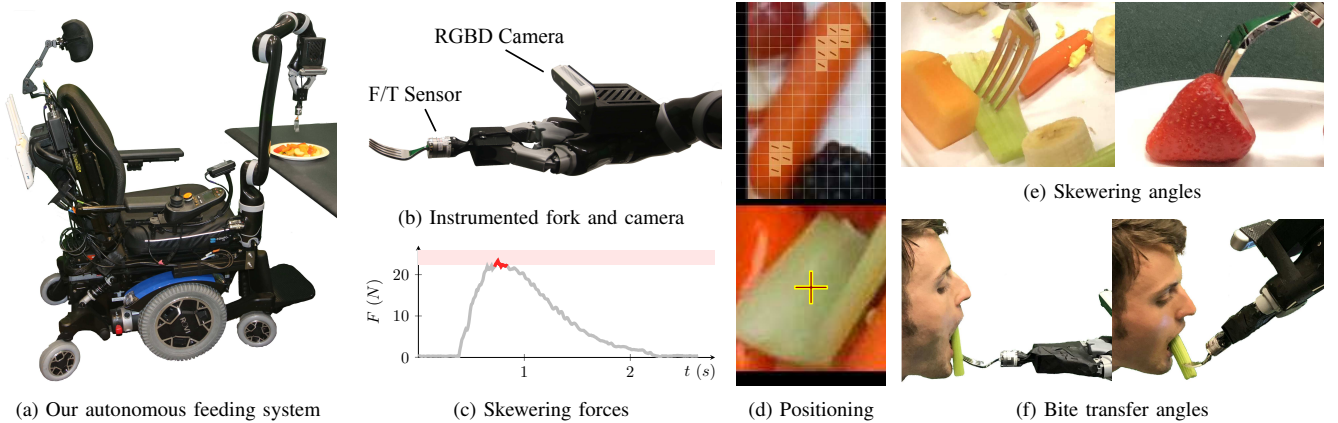 RGBD Camera
F/T Sensor
(b) Instrumented fork and camera
F (N)
20
10
0
1
2
t (s)
(a) Our autonomous feeding system
(c) Skewering forces
(d) Positioning
(e) Skewering angles
(f) Bite transfer angles